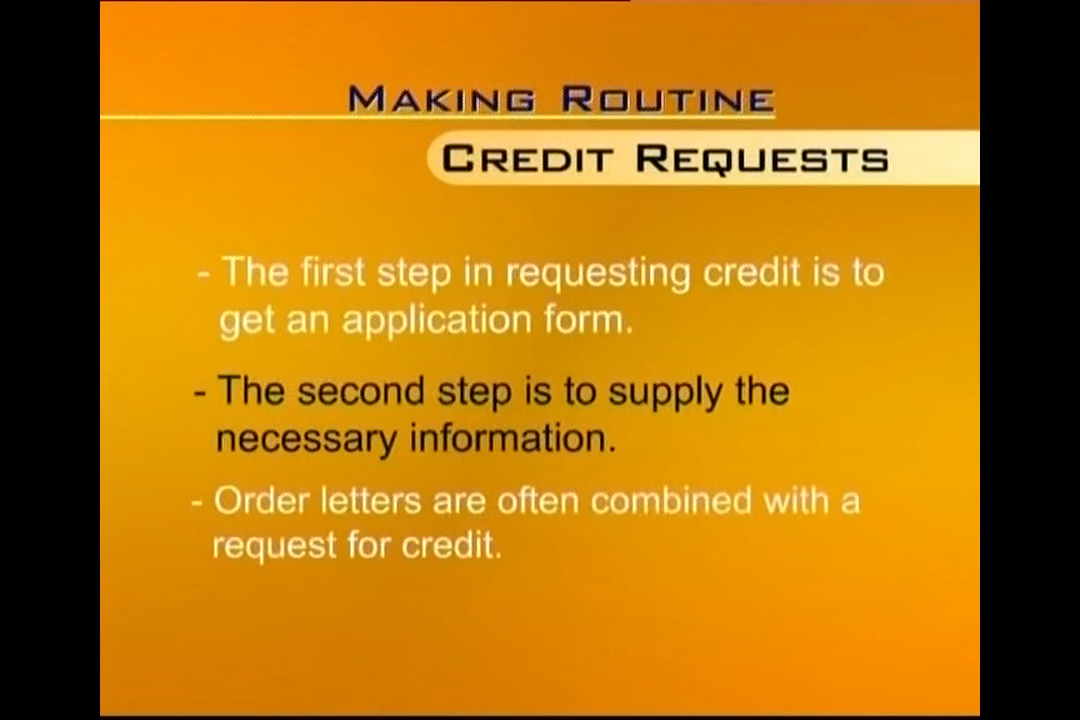 MAKING ROUTINE
CREDIT REQUESTS
- The first step in requesting credit is to
get an application form.
- The second step is to supply the
necessary information.
- Order letters are often combined with a
request for credit.